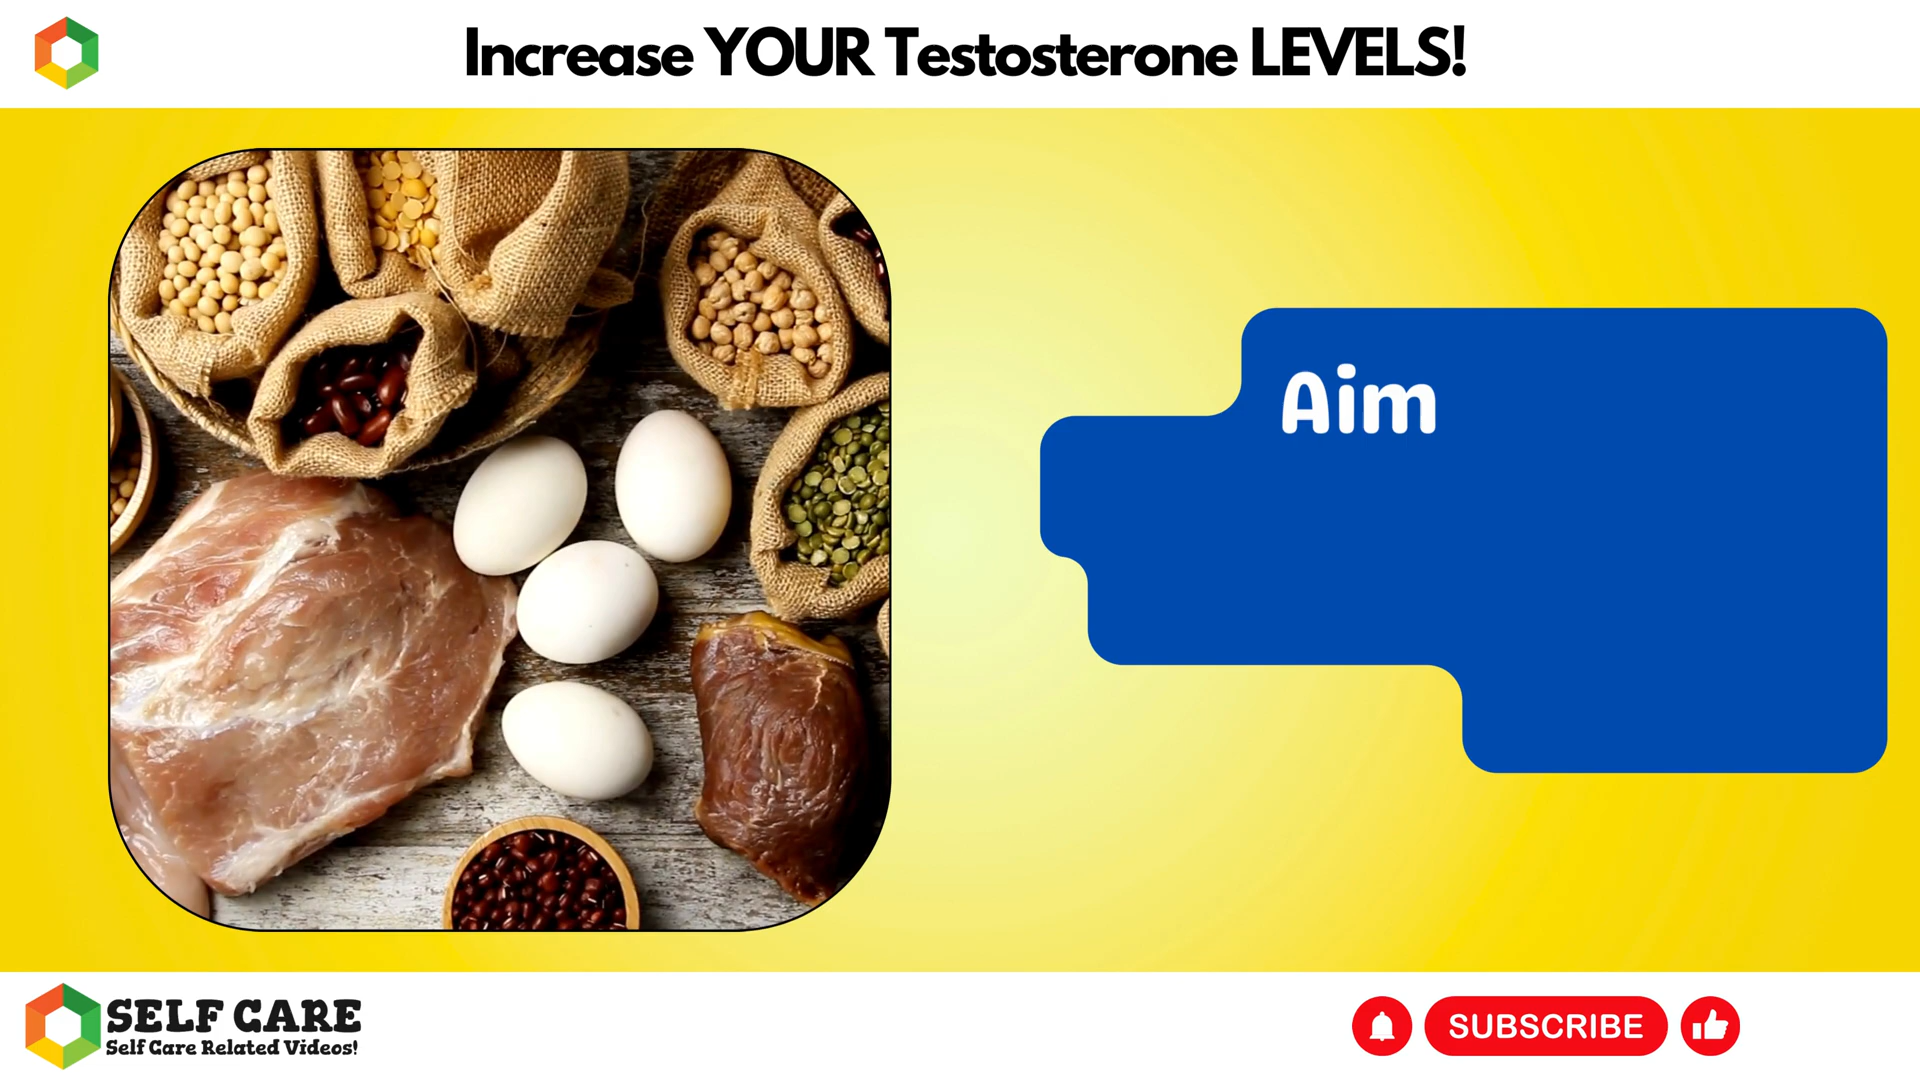 Increase YOUR Testosterone LEVELS!
Aim
SELF CARE
Self Care Related Videos!
SUBSCRIBE